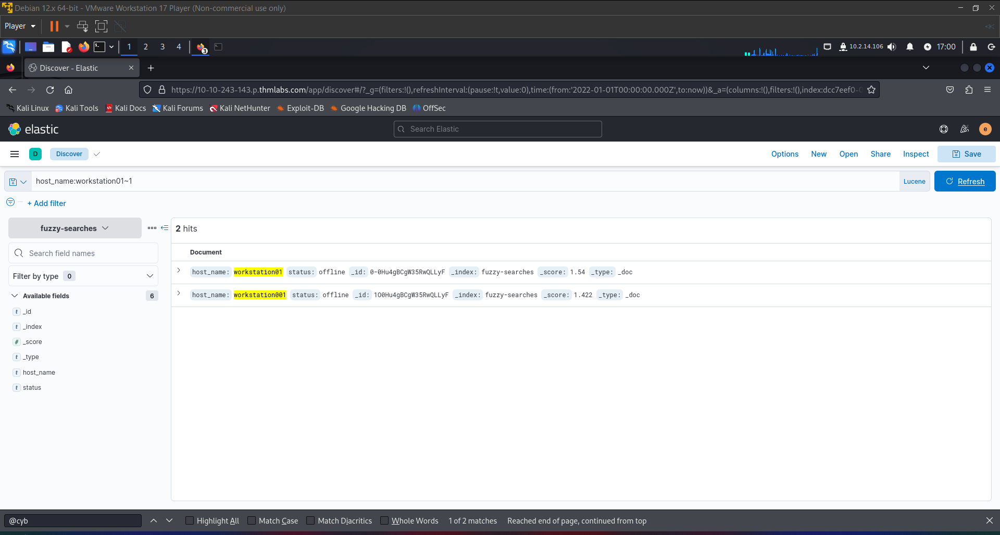 Debian 12.x 64-bit - VMware Workstation 17 Player (Non-commercial use only)
Player
1 2 3 4
3
10.2.14.106
17:00
Discover - Elastic
https://10-10-243-143.p.thmlabs.com/app/discover#/?_g=(filters:!(),refreshInterval:(pause:!t,value:0),time:(from:'2022-01-01T00:00:00.000Z',to:now))&_a=(columns:!(),filters:!(),index:dcc7eef0-0
Kali Linux Kali Tools Kali Docs Kali Forums Kali NetHunter Exploit-DB Google Hacking DB OffSec
elastic
Search Elastic
e
D Discover
Options New Open Share Inspect Save
host_name:workstation01~1
Lucene
Refresh
+ Add filter
fuzzy-searches
Search field names
Filter by type 0
Available fields 6
t _id
t _index
# _score
t _type
t host_name
t status
2 hits
Document
host_name: workstation01 status: offline _id: 0-0Hu4gBCgW35RwQLLyF _index: fuzzy-searches _score: 1.54 _type: _doc
host_name: workstation001 status: offline _id: 1O0Hu4gBCgW35RwQLLyF _index: fuzzy-searches _score: 1.422 _type: _doc
@cyb
Highlight All Match Case Match Diacritics Whole Words 1 of 2 matches Reached end of page, continued from top